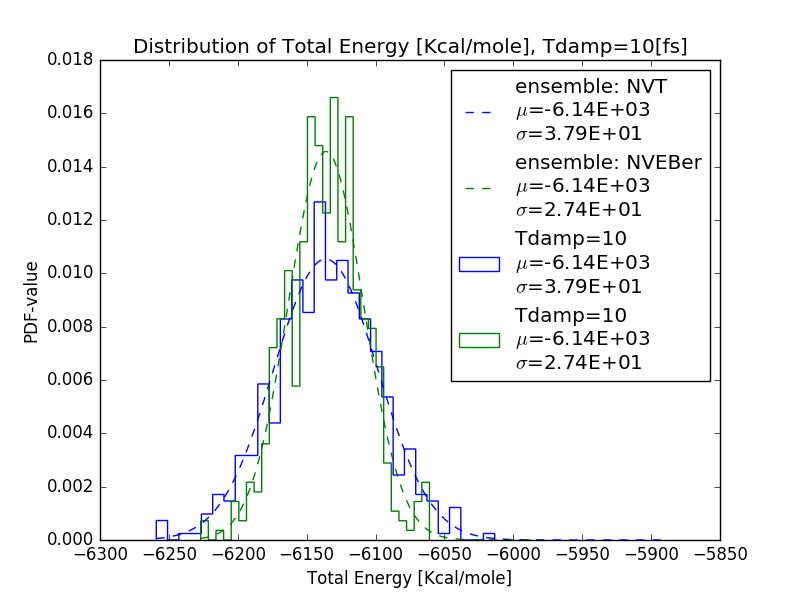 Distribution of Total Energy [Kcal/mole], Tdamp=10[fs]
0.018
0.016
0.014
0.012
0.010
0.008
0.006
0.004
0.002
0.000
PDF-value
ensemble: NVT
μ=-6.14E+03
σ=3.79E+01
ensemble: NVEBer
μ=-6.14E+03
σ=2.74E+01
Tdamp=10
μ=-6.14E+03
σ=3.79E+01
Tdamp=10
μ=-6.14E+03
σ=2.74E+01
−6300 −6250 −6200 −6150 −6100 −6050 −6000 −5950 −5900 −5850
Total Energy [Kcal/mole]